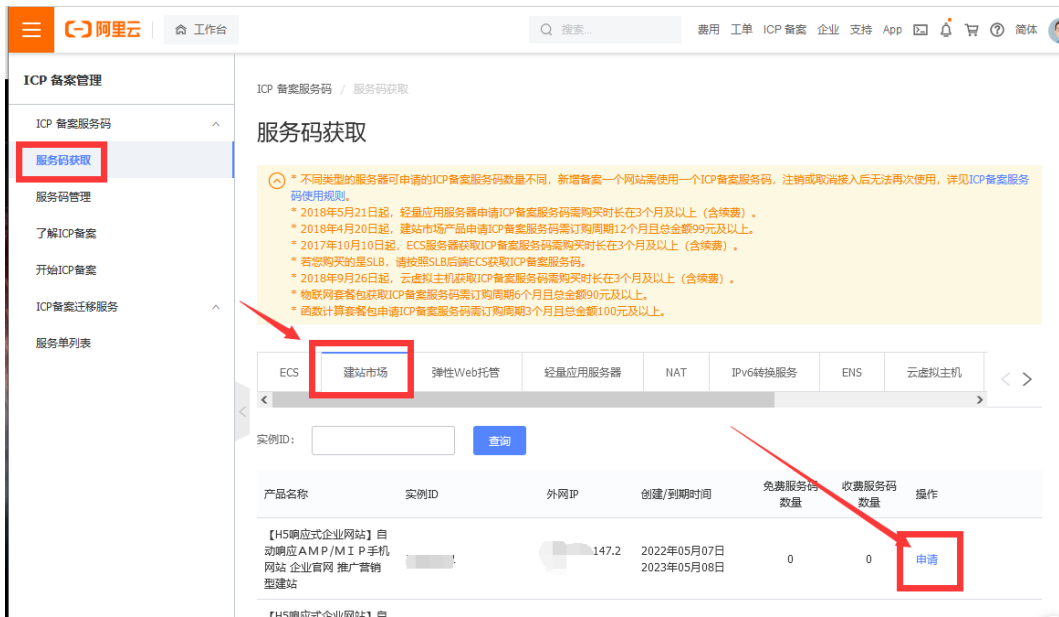 阿里云
工作台
搜索...
费用 工单 ICP 备案 企业 支持 App 简体
ICP 备案管理
ICP 备案服务码
服务码获取
服务码管理
了解ICP备案
开始ICP备案
ICP备案迁移服务
服务单列表
ICP 备案服务码 / 服务码获取
服务码获取
* 不同类型的服务器可申请的ICP备案服务码数量不同，新增备案一个网站需使用一个ICP备案服务码，注销或取消接入后无法再次使用，详见ICP备案服务
码使用规则。
* 2018年5月21日起，轻量应用服务器申请ICP备案服务码需购买时长在3个月及以上（含续费）。
* 2018年4月20日起，建站市场产品申请ICP备案服务码需订购周期12个月且总金额99元及以上。
* 2017年10月10日起，ECS服务器获取ICP备案服务码需购买时长在3个月及以上（含续费）。
* 若您购买的是SLB，请按照SLB后端ECS获取ICP备案服务码。
* 2018年9月26日起，云虚拟主机获取ICP备案服务码需购买时长在3个月及以上（含续费）。
* 物联网套餐包获取ICP备案服务码需订购周期6个月且总金额90元及以上。
* 函数计算套餐包申请ICP备案服务码需订购周期3个月且总金额100元及以上。
ECS 建站市场 弹性Web托管 轻量应用服务器 NAT IPv6转换服务 ENS 云虚拟主机
实例ID:
查询
产品名称 实例ID 外网IP 创建/到期时间 免费服务码
数量 收费服务码
数量 操作
【H5响应式企业网站】自
动响应AMP/MIP手机
网站 企业官网 推广营销
型建站
147.2
2022年05月07日
2023年05月08日
0 0 申请
【H5响应式企业网站】自